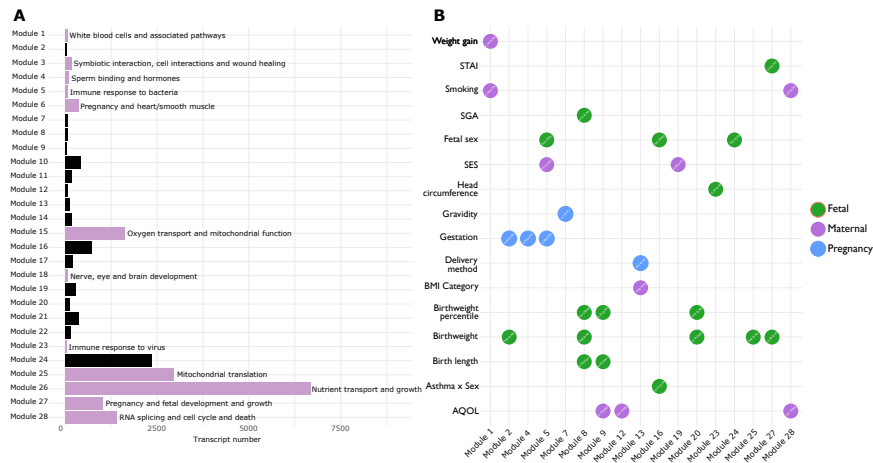 A
Module 1 White blood cells and associated pathways
Module 2
Module 3 Symbiotic interaction, cell interactions and wound healing
Module 4 Sperm binding and hormones
Module 5 Immune response to bacteria
Module 6 Pregnancy and heart/smooth muscle
Module 7
Module 8
Module 9
Module 10
Module 11
Module 12
Module 13
Module 14
Module 15 Oxygen transport and mitochondrial function
Module 16
Module 17
Module 18 Nerve, eye and brain development
Module 19
Module 20
Module 21
Module 22
Module 23 Immune response to virus
Module 24
Module 25 Mitochondrial translation
Module 26 Nutrient transport and growth
Module 27 Pregnancy and fetal development and growth
Module 28 RNA splicing and cell cycle and death
0 2500 5000 7500
Transcript number
B
Weight gain
STAI
Smoking
SGA
Fetal sex
SES
Head
circumference
Gravidity
Gestation
Delivery
method
BMI Category
Birthweight
percentile
Birthweight
Birth length
Asthma x Sex
AQOL
Module 1
Module 2
Module 4
Module 5
Module 7
Module 8
Module 9
Module 12
Module 13
Module 16
Module 19
Module 20
Module 23
Module 24
Module 25
Module 27
Module 28
Fetal
Maternal
Pregnancy